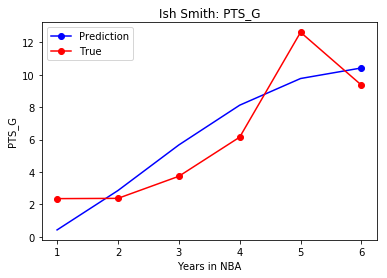 Ish Smith: PTS_G
Prediction
True
PTS_G
12
10
8
6
4
2
0
1 2 3 4 5 6
Years in NBA